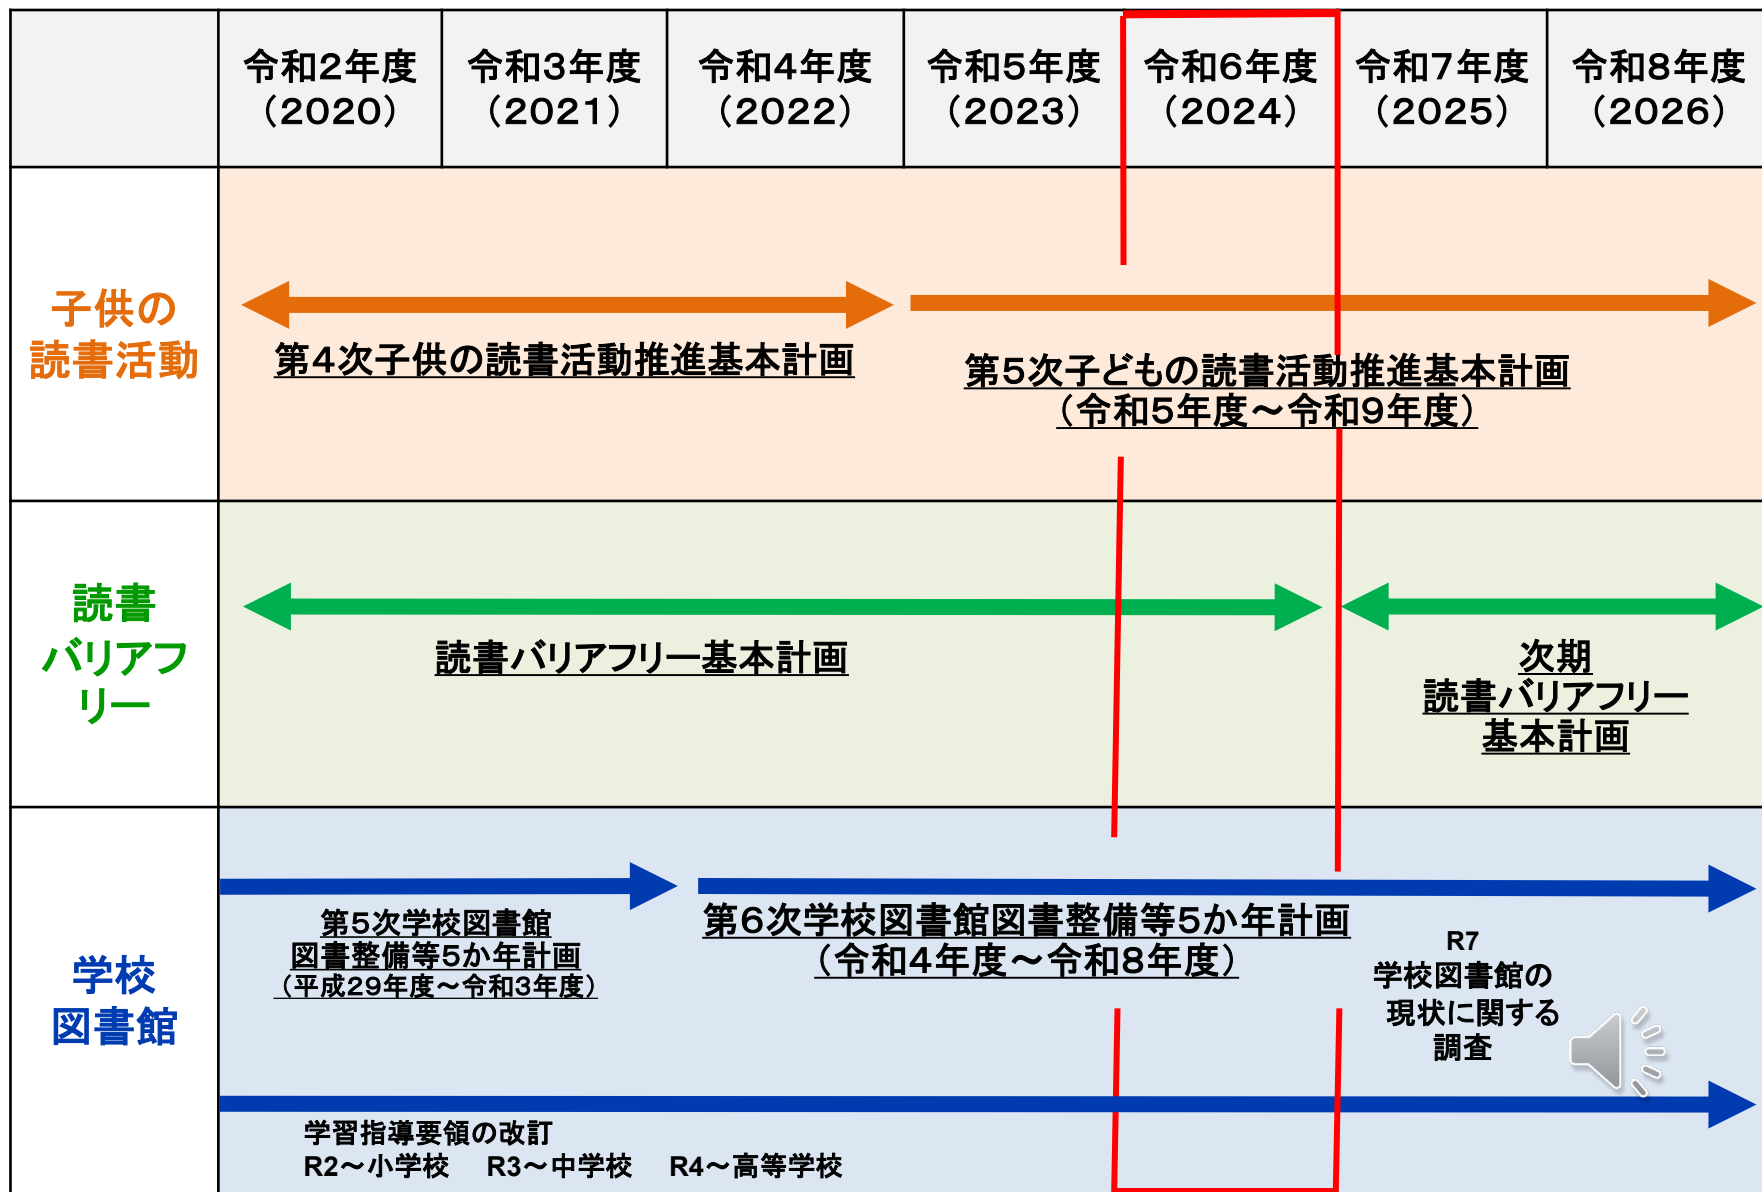 令和2年度
（2020）
令和3年度
（2021）
令和4年度
（2022）
令和5年度
（2023）
令和6年度
（2024）
令和7年度
（2025）
令和8年度
（2026）
子供の
読書活動
第4次子供の読書活動推進基本計画
第5次子どもの読書活動推進基本計画
（令和5年度～令和9年度）
読書
バリアフ
リー
読書バリアフリー基本計画
次期
読書バリアフリー
基本計画
学校
図書館
第5次学校図書館
図書整備等5か年計画
（平成29年度～令和3年度）
第6次学校図書館図書整備等5か年計画
（令和4年度～令和8年度）
R7
学校図書館の
現状に関する
調査
学習指導要領の改訂
R2～小学校　R3～中学校　R4～高等学校